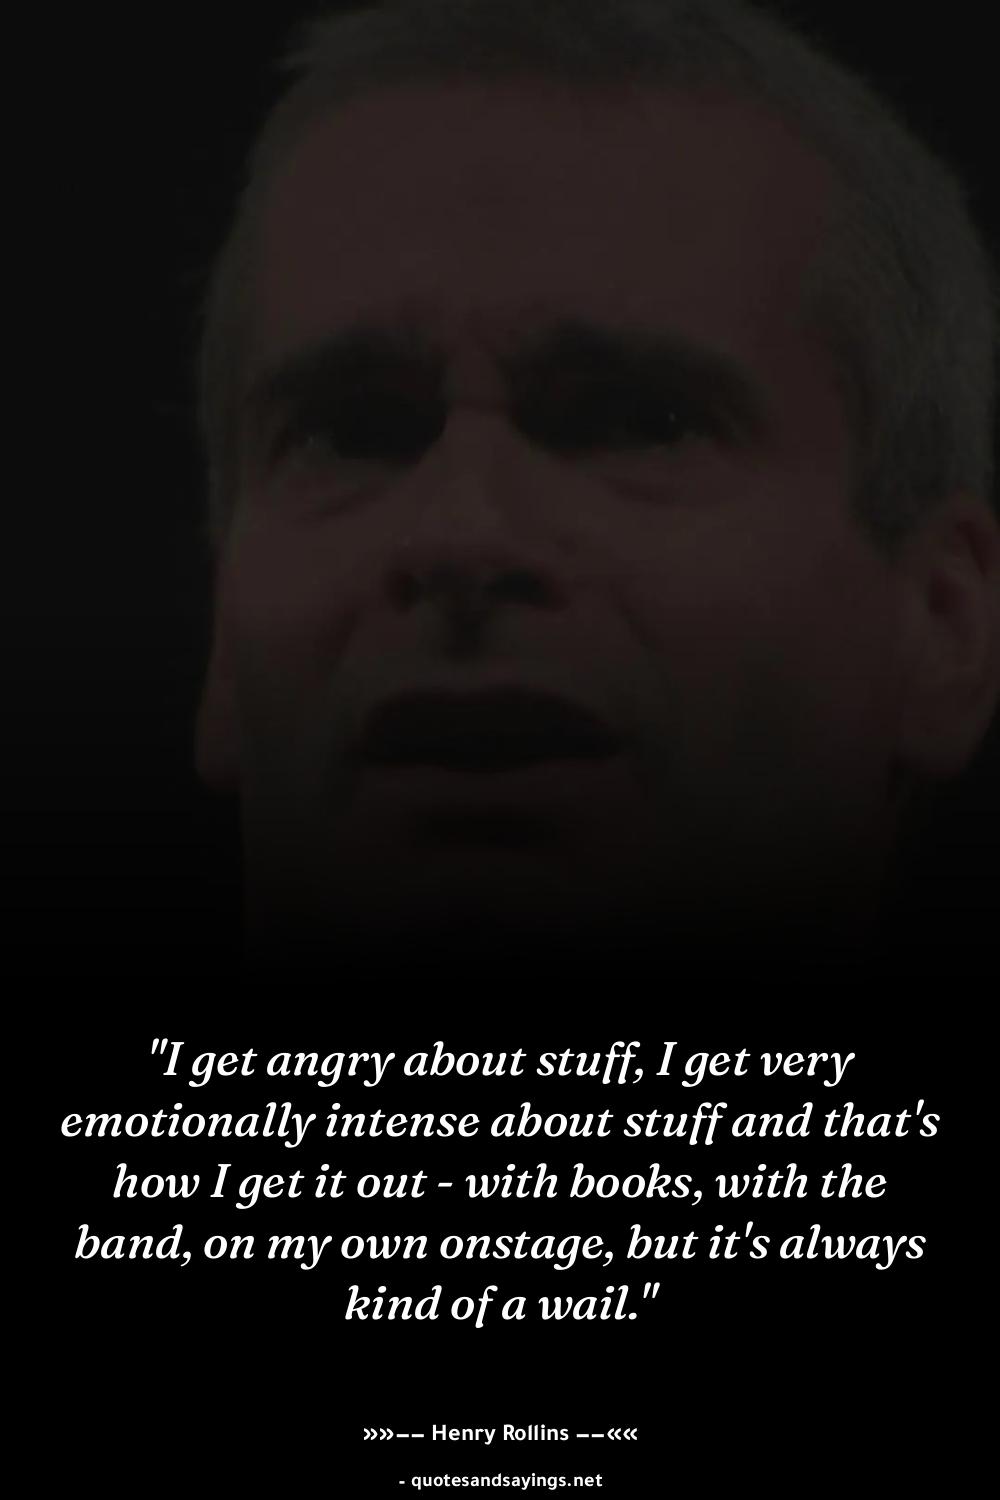 "I get angry about stuff, I get very
emotionally intense about stuff and that's
how I get it out - with books, with the
band, on my own onstage, but it's always
kind of a wail."
»»–– Henry Rollins ––««
- quotesandsayings.net